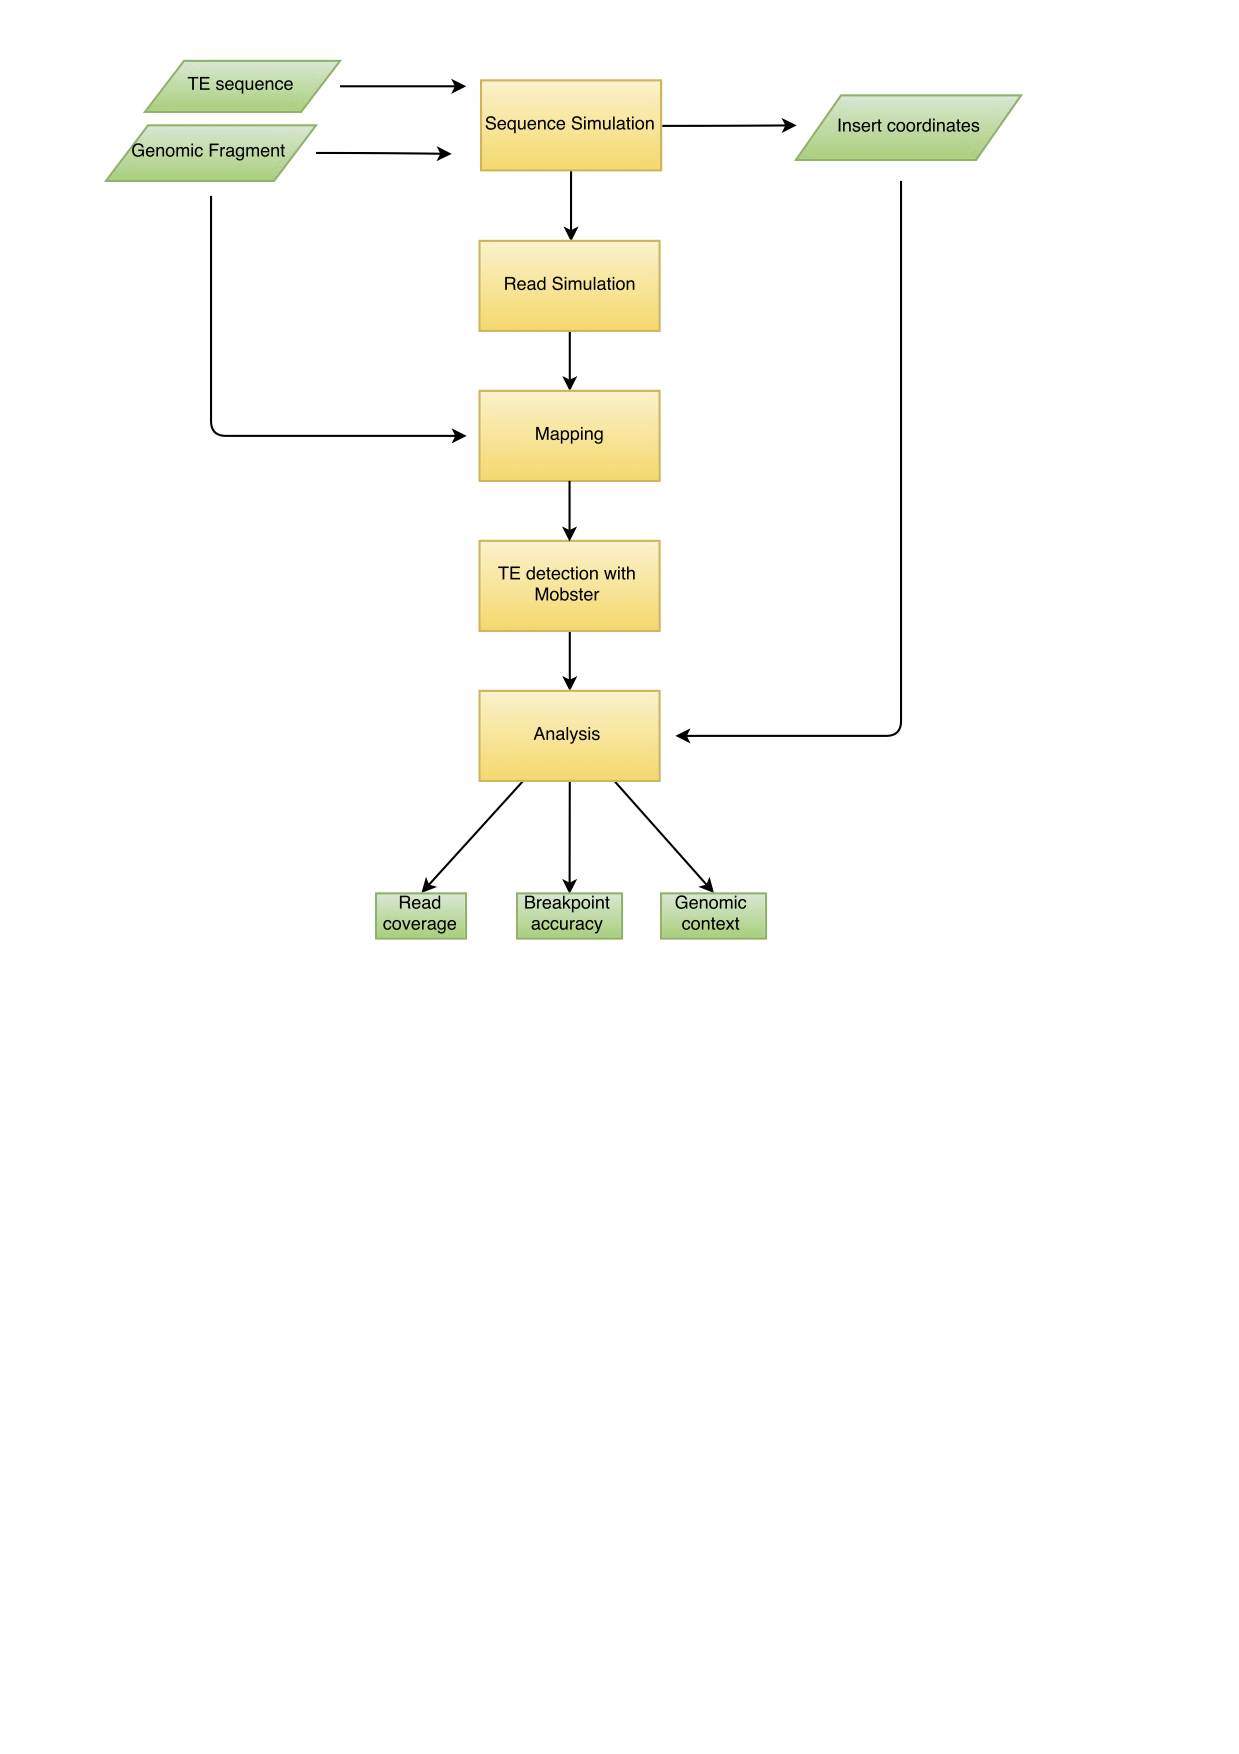 TE sequence
Genomic Fragment
Sequence Simulation
Insert coordinates
Read Simulation
Mapping
TE detection with
Mobster
Analysis
Read
coverage
Breakpoint
accuracy
Genomic
context